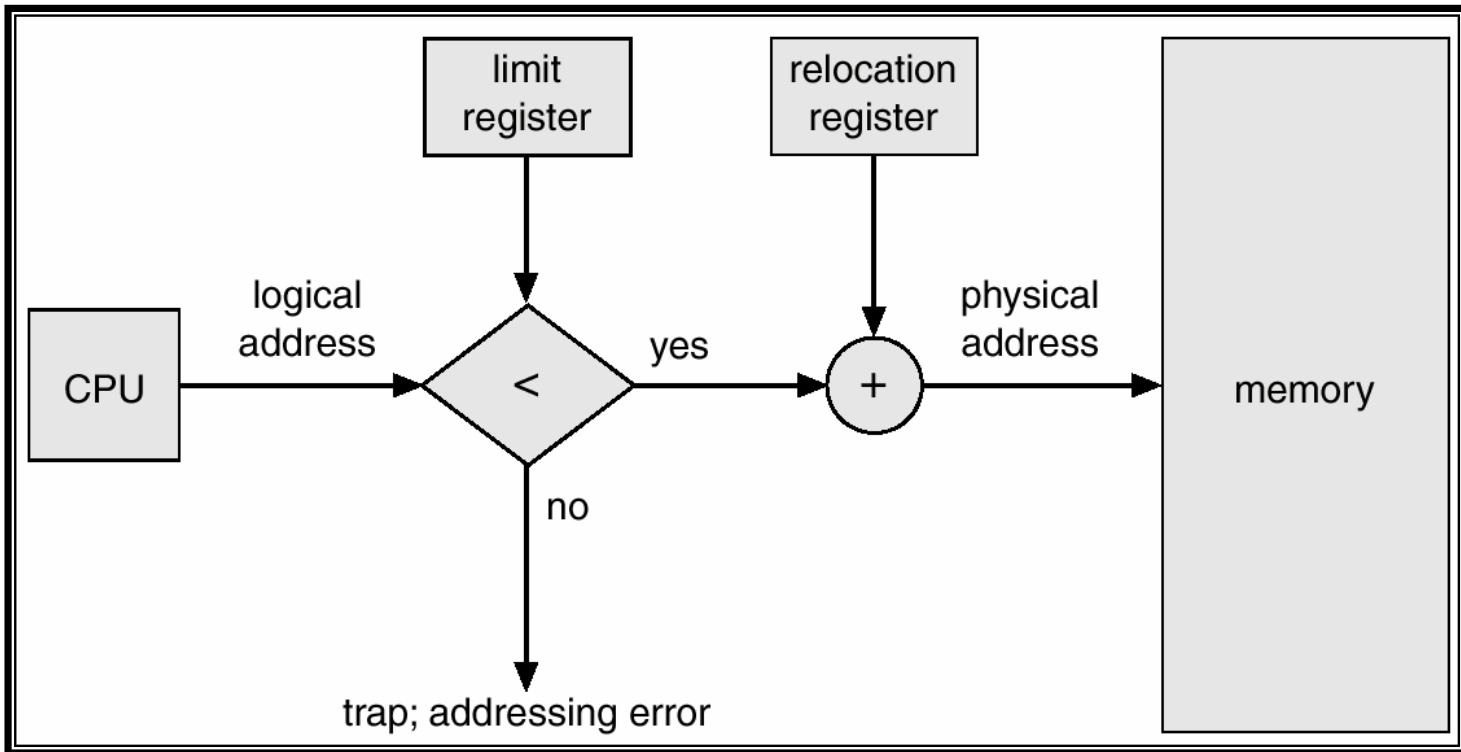 limit
register
relocation
register
logical
address
yes
physical
address
CPU
<
+
memory
no
trap; addressing error